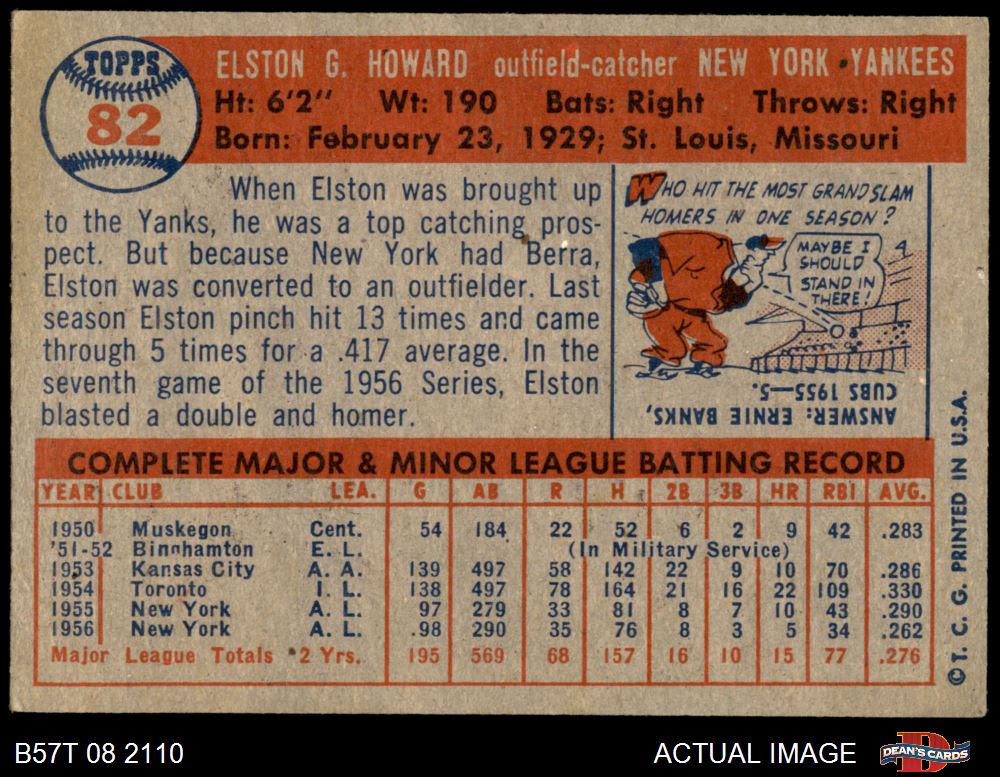 TOPPS
82
ELSTON G. HOWARD outfield-catcher NEW YORK YANKEES
Ht: 6'2" Wt: 190 Bats: Right Throws: Right
Born: February 23, 1929; St. Louis, Missouri
When Elston was brought up
to the Yanks, he was a top catching pros-
pect. But because New York had Berra,
Elston was converted to an outfielder. Last
season Elston pinch hit 13 times and came
through 5 times for a .417 average. In the
seventh game of the 1956 Series, Elston
blasted a double and homer.
WHO HIT THE MOST GRAND SLAM
HOMERS IN ONE SEASON?
MAYBE I
SHOULD
STAND IN
THERE!
4
ANSWER: ERNIE BANKS,
CUBS 1955—5.
COMPLETE MAJOR & MINOR LEAGUE BATTING RECORD
YEAR CLUB LEA. G AB R H 2B 3B HR RBI AVG.
1950 Muskegon Cent. 54 184 22 52 6 2 9 42 .283
'51-52 Binghamton E. L. (In Military Service)
1953 Kansas City A. A. 139 497 58 142 22 9 10 70 .286
1954 Toronto I. L. 138 497 78 164 21 16 22 109 .330
1955 New York A. L. 97 279 33 81 8 7 10 43 .290
1956 New York A. L. 98 290 35 76 8 3 5 34 .262
Major League Totals 2 Yrs. 195 569 68 157 16 10 15 77 .276
© T. C. G. PRINTED IN U.S.A.
B57T 08 2110
ACTUAL IMAGE
DEAN'S CARDS